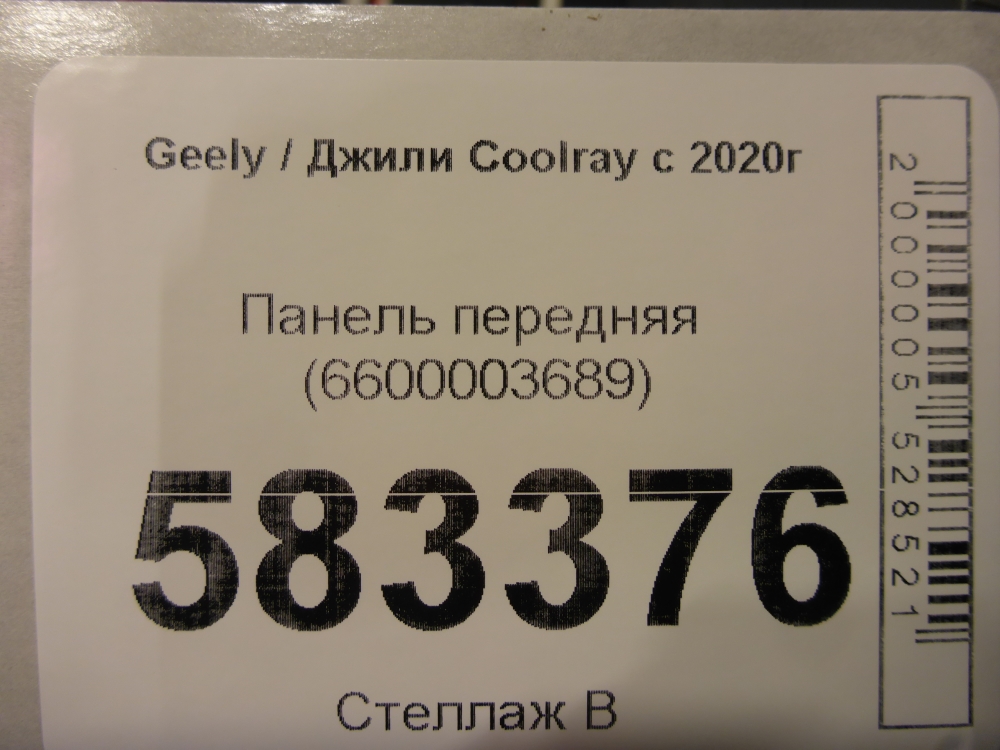 Geely / Джили Coolray с 2020г
Панель передняя
(6600003689)
583376
Стеллаж В
2000005528521